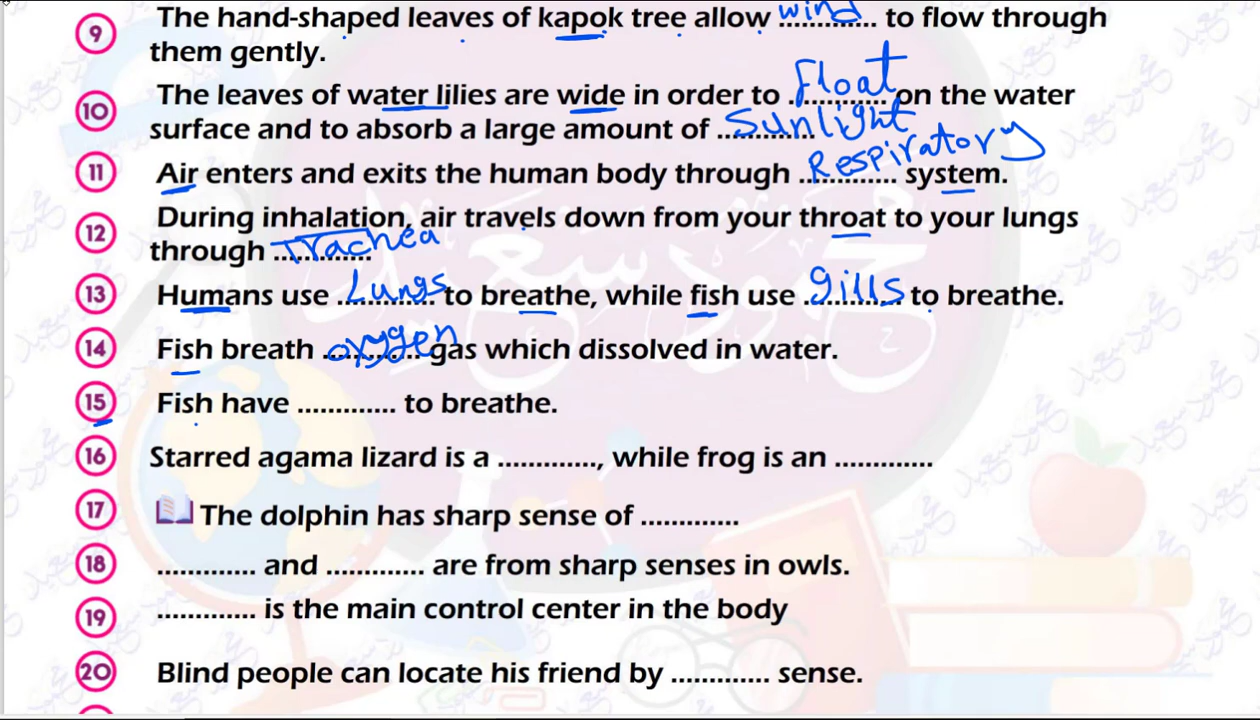 9 The hand-shaped leaves of kapok tree allow wind to flow through
them gently.
10 The leaves of water lilies are wide in order to Float on the water
surface and to absorb a large amount of Sunlight
11 Air enters and exits the human body through Respiratory system.
12 During inhalation, air travels down from your throat to your lungs
through Trachea
13 Humans use Lungs to breathe, while fish use gills to breathe.
14 Fish breath oxygen gas which dissolved in water.
15 Fish have ............. to breathe.
16 Starred agama lizard is a ............., while frog is an .............
17 The dolphin has sharp sense of .............
18 ............. and ............. are from sharp senses in owls.
19 ............. is the main control center in the body
20 Blind people can locate his friend by ............. sense.